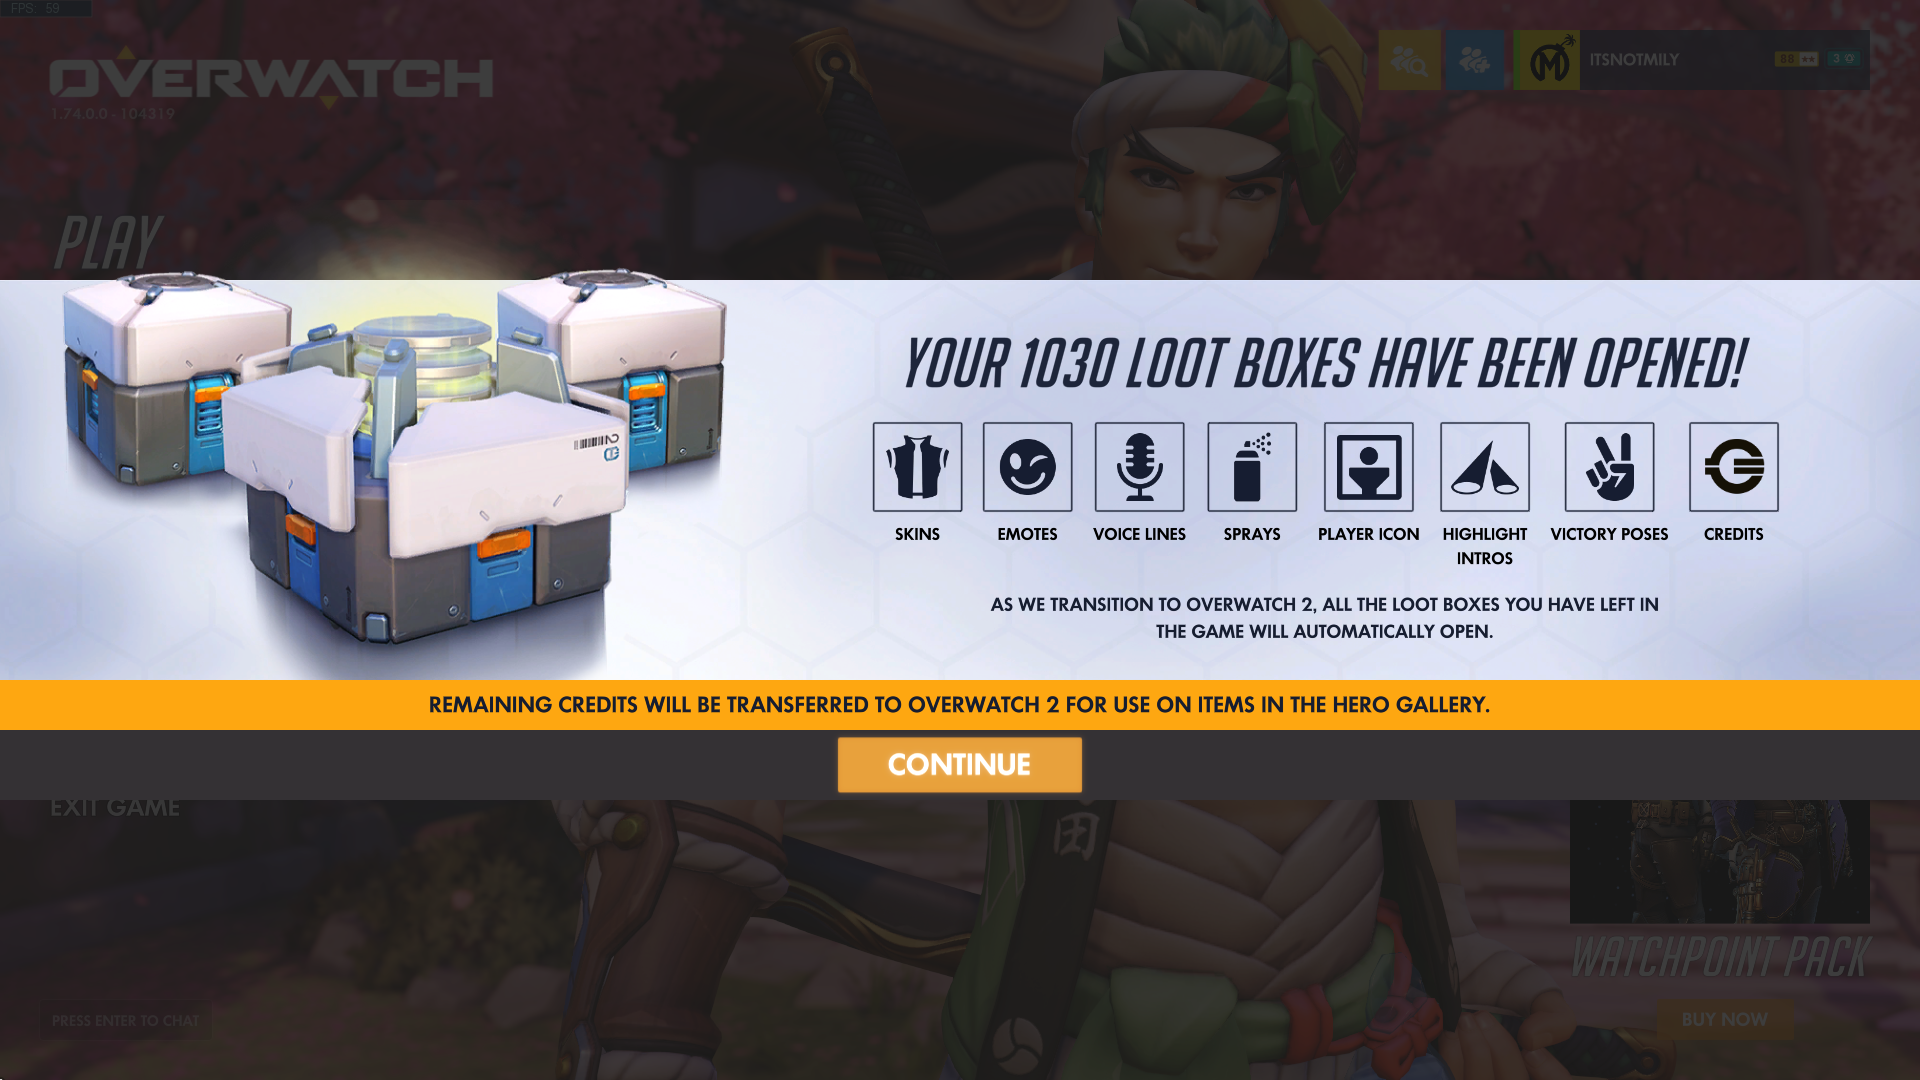 FPS: 59
OVERWATCH
1.74.0.0 - 104319
ITSNOTMILY
88
3
PLAY
YOUR 1030 LOOT BOXES HAVE BEEN OPENED!
SKINS
EMOTES
VOICE LINES
SPRAYS
PLAYER ICON
HIGHLIGHT
INTROS
VICTORY POSES
CREDITS
AS WE TRANSITION TO OVERWATCH 2, ALL THE LOOT BOXES YOU HAVE LEFT IN
THE GAME WILL AUTOMATICALLY OPEN.
REMAINING CREDITS WILL BE TRANSFERRED TO OVERWATCH 2 FOR USE ON ITEMS IN THE HERO GALLERY.
CONTINUE
EXIT GAME
田
WATCHPOINT PACK
PRESS ENTER TO CHAT
BUY NOW